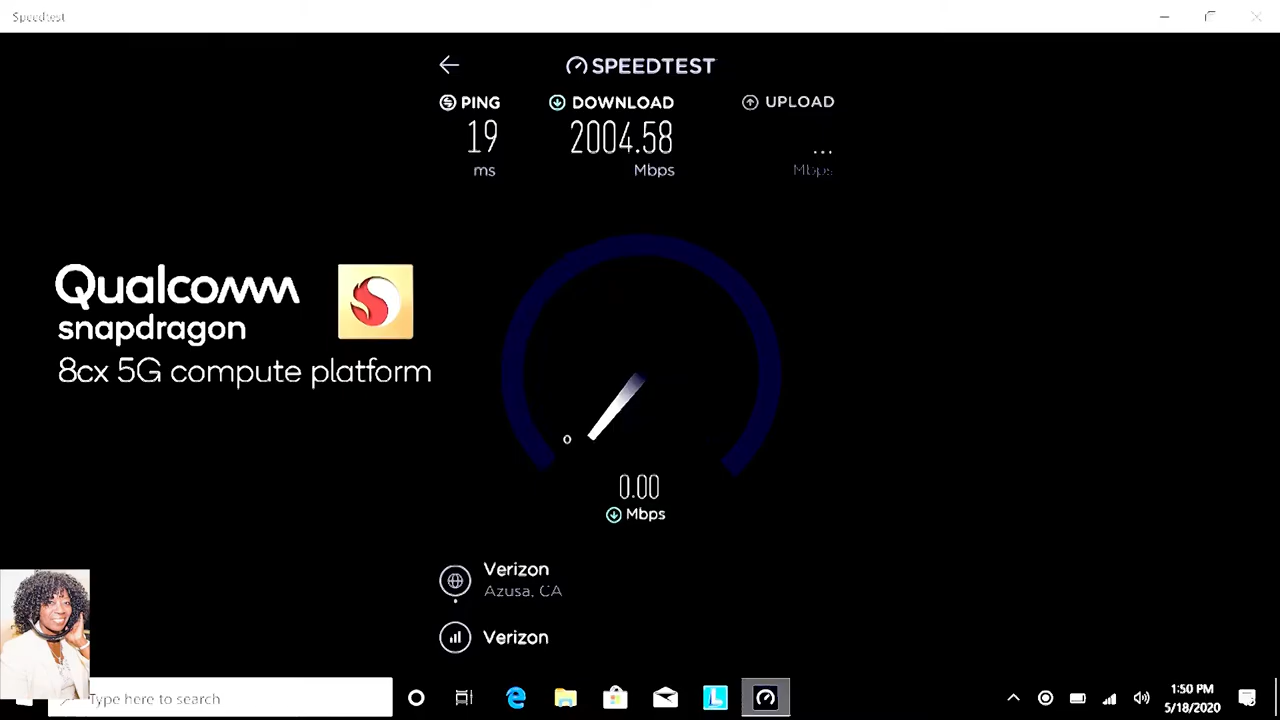 Speedtest
SPEEDTEST
PING
DOWNLOAD
UPLOAD
19
2004.58
...
ms
Mbps
Mbps
Qualcomm
snapdragon
8cx 5G compute platform
0
0.00
Mbps
Verizon
Azusa, CA
Verizon
Type here to search
1:50 PM
5/18/2020